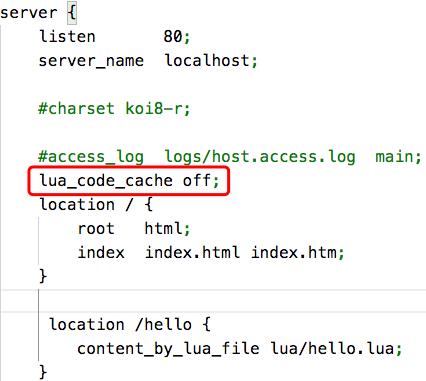 server {
listen 80;
server_name localhost;
#charset koi8-r;
#access_log logs/host.access.log main;
lua_code_cache off;
location / {
root html;
index index.html index.htm;
}
location /hello {
content_by_lua_file lua/hello.lua;
}